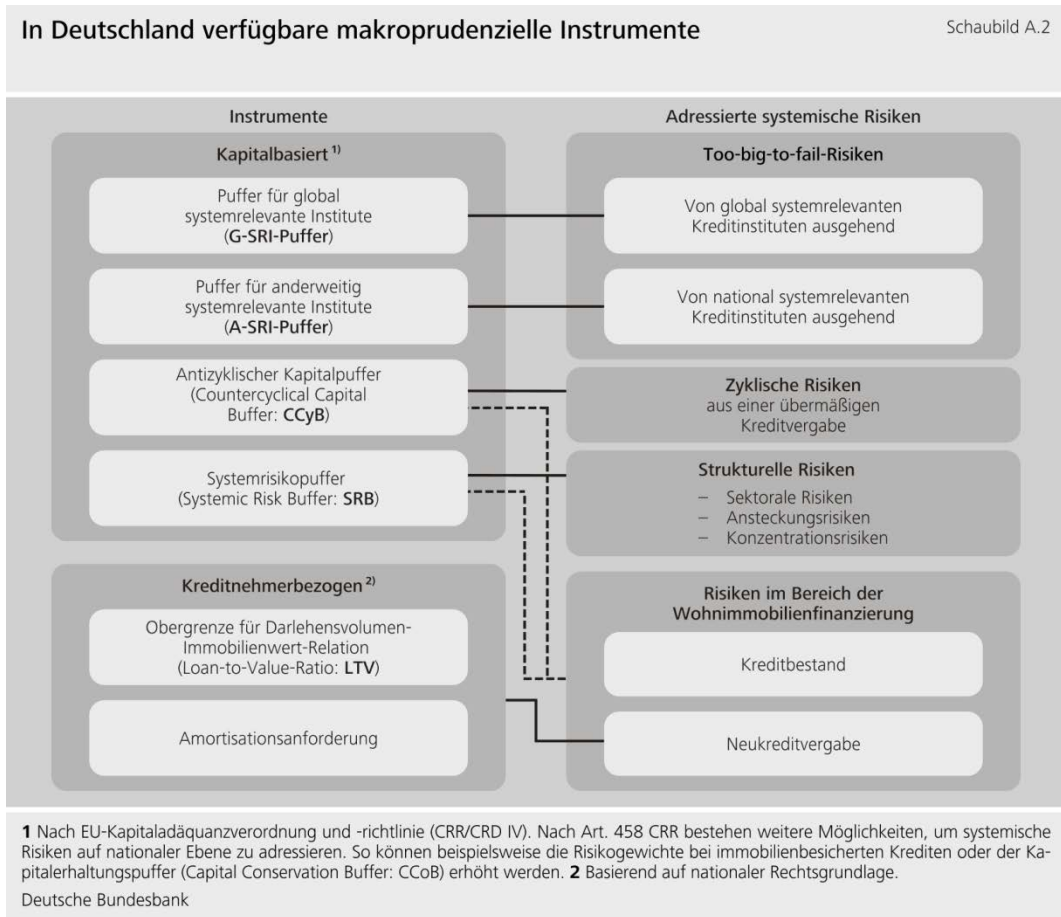 In Deutschland verfügbare makroprudenzielle Instrumente
Schaubild A.2
Instrumente
Kapitalbasiert 1)
Puffer für global
systemrelevante Institute
(G-SRI-Puffer)
Puffer für anderweitig
systemrelevante Institute
(A-SRI-Puffer)
Antizyklischer Kapitalpuffer
(Countercyclical Capital
Buffer: CCyB)
Systemrisikopuffer
(Systemic Risk Buffer: SRB)
Kreditnehmerbezogen 2)
Obergrenze für Darlehensvolumen-
Immobilienwert-Relation
(Loan-to-Value-Ratio: LTV)
Amortisationsanforderung
Adressierte systemische Risiken
Too-big-to-fail-Risiken
Von global systemrelevanten
Kreditinstituten ausgehend
Von national systemrelevanten
Kreditinstituten ausgehend
Zyklische Risiken
aus einer übermäßigen
Kreditvergabe
Strukturelle Risiken
– Sektorale Risiken
– Ansteckungsrisiken
– Konzentrationsrisiken
Risiken im Bereich der
Wohnimmobilienfinanzierung
Kreditbestand
Neukreditvergabe
1 Nach EU-Kapitaladäquanzverordnung und -richtlinie (CRR/CRD IV). Nach Art. 458 CRR bestehen weitere Möglichkeiten, um systemische
Risiken auf nationaler Ebene zu adressieren. So können beispielsweise die Risikogewichte bei immobilienbesicherten Krediten oder der Ka-
pitalerhaltungspuffer (Capital Conservation Buffer: CCoB) erhöht werden. 2 Basierend auf nationaler Rechtsgrundlage.
Deutsche Bundesbank